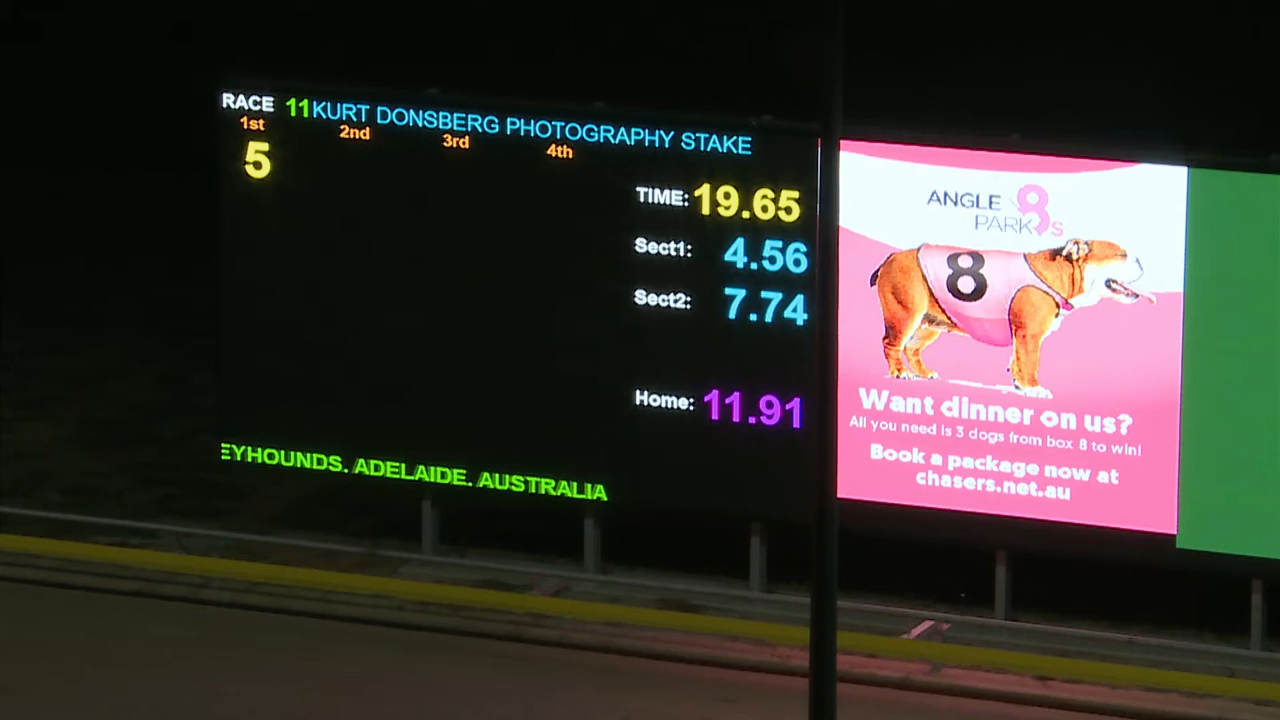 RACE 11 KURT DONSBERG PHOTOGRAPHY STAKE
1st 2nd 3rd 4th
5
TIME: 19.65
Sect1: 4.56
Sect2: 7.74
Home: 11.91
EYHOUNDS. ADELAIDE. AUSTRALIA
ANGLE
PARK 8s
8
Want dinner on us?
All you need is 3 dogs from box 8 to win!
Book a package now at
chasers.net.au